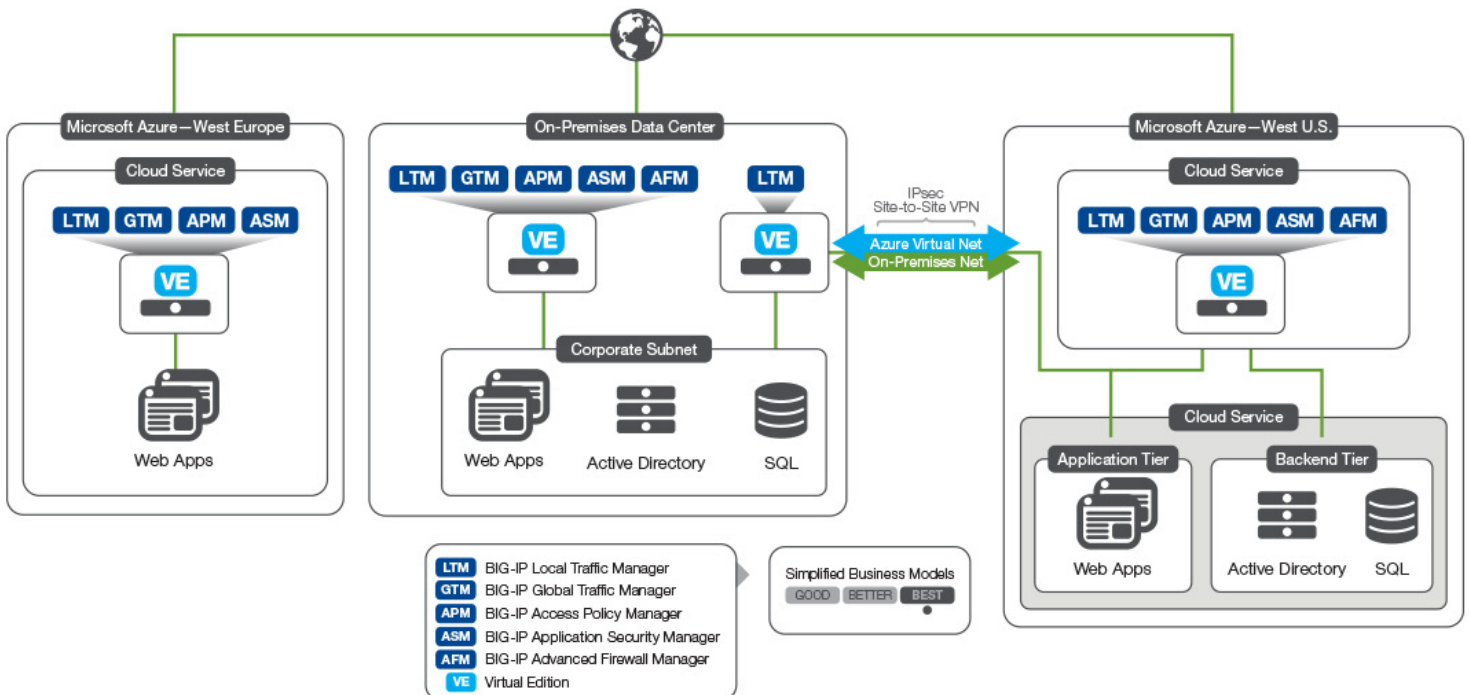 Microsoft Azure—West Europe
Cloud Service
LTM GTM APM ASM
VE
Web Apps
On-Premises Data Center
LTM GTM APM ASM AFM
LTM
VE
VE
Corporate Subnet
Web Apps
Active Directory
SQL
IPsec
Site-to-Site VPN
Azure Virtual Net
On-Premises Net
Microsoft Azure—West U.S.
Cloud Service
LTM GTM APM ASM AFM
VE
Cloud Service
Application Tier
Web Apps
Backend Tier
Active Directory
SQL
LTM BIG-IP Local Traffic Manager
GTM BIG-IP Global Traffic Manager
APM BIG-IP Access Policy Manager
ASM BIG-IP Application Security Manager
AFM BIG-IP Advanced Firewall Manager
VE Virtual Edition
Simplified Business Models
GOOD BETTER BEST